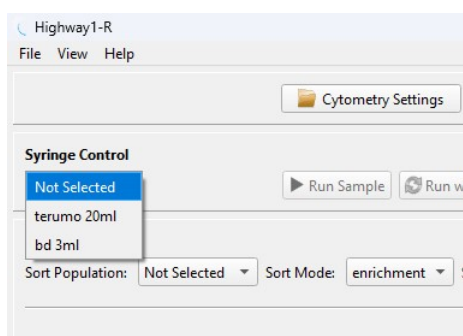 Highway1-R
File View Help
Cytometry Settings
Syringe Control
Not Selected
Run Sample
Run
terumo 20ml
bd 3ml
Sort Population: Not Selected Sort Mode: enrichment